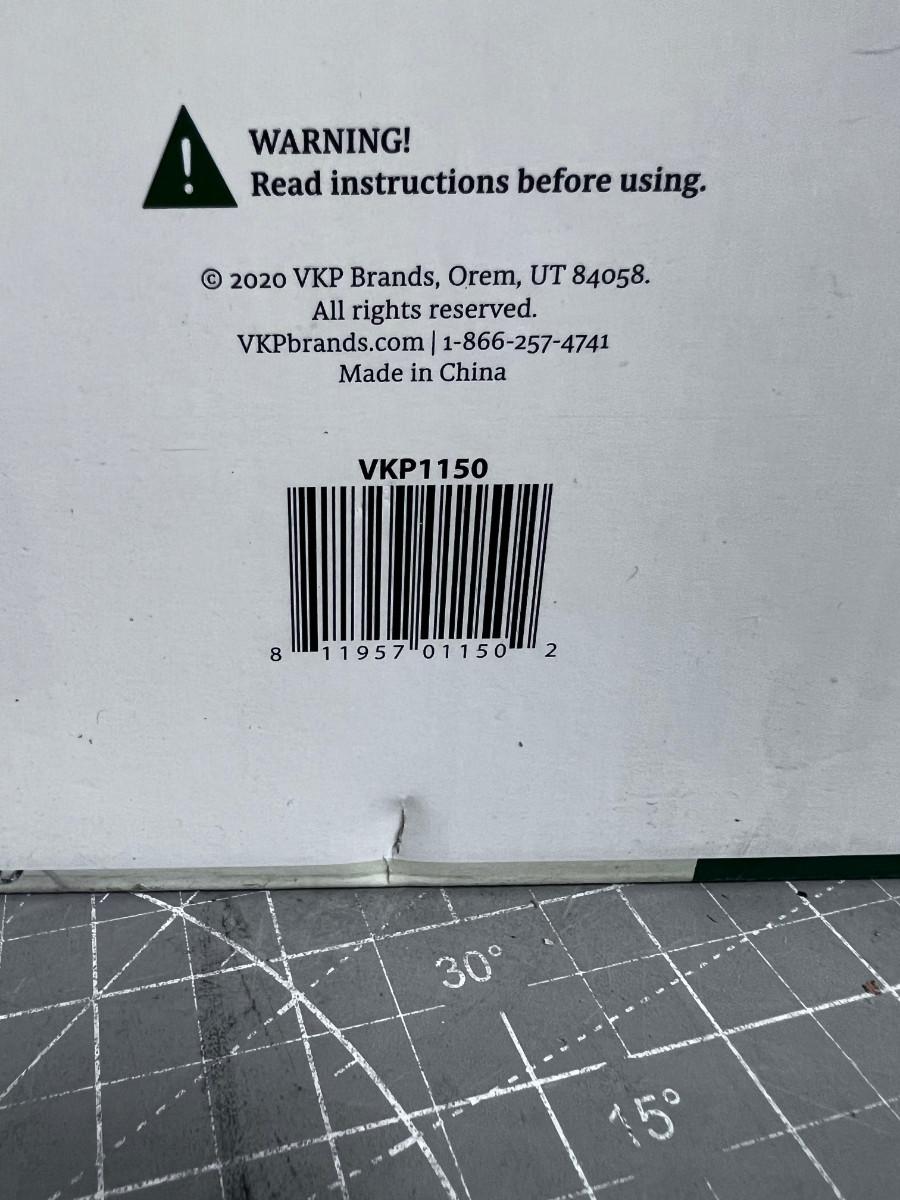 WARNING!
Read instructions before using.
© 2020 VKP Brands, Orem, UT 84058.
All rights reserved.
VKPbrands.com | 1-866-257-4741
Made in China
VKP1150
8 11957 01150 2
30°
15°